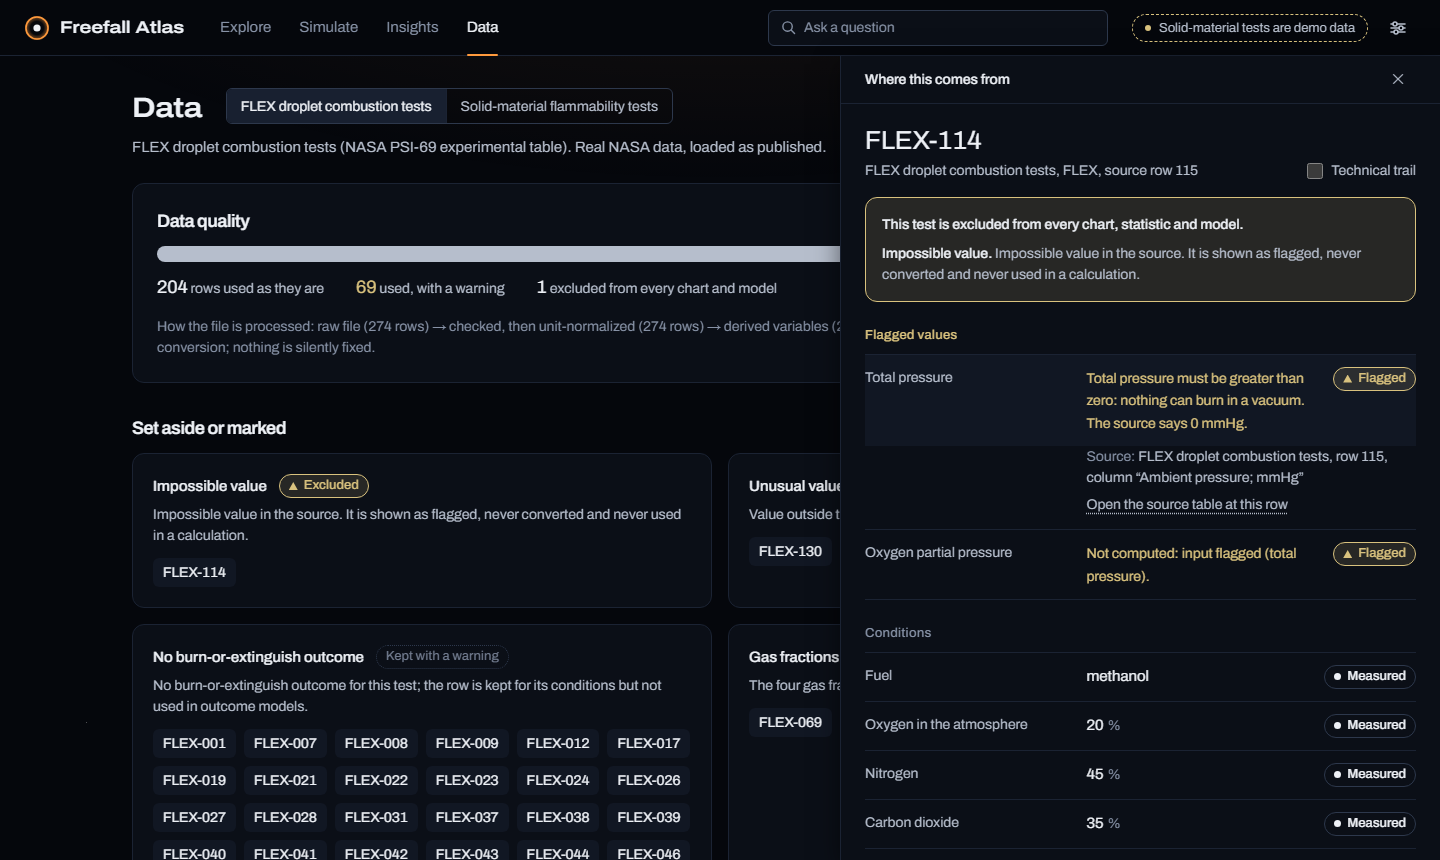 Freefall Atlas
Explore
Simulate
Insights
Data
Ask a question
Solid-material tests are demo data
Data
FLEX droplet combustion tests
Solid-material flammability tests
FLEX droplet combustion tests (NASA PSI-69 experimental table). Real NASA data, loaded as published.
Data quality
204 rows used as they are
69 used, with a warning
1 excluded from every chart and model
How the file is processed: raw file (274 rows) → checked, then unit-normalized (274 rows) → derived variables (2
conversion; nothing is silently fixed.
Set aside or marked
Impossible value
▲ Excluded
Impossible value in the source. It is shown as flagged, never converted and never used
in a calculation.
FLEX-114
Unusual value
Value outside t
FLEX-130
No burn-or-extinguish outcome
Kept with a warning
No burn-or-extinguish outcome for this test; the row is kept for its conditions but not
used in outcome models.
FLEX-001 FLEX-007 FLEX-008 FLEX-009 FLEX-012 FLEX-017
FLEX-019 FLEX-021 FLEX-022 FLEX-023 FLEX-024 FLEX-026
FLEX-027 FLEX-028 FLEX-031 FLEX-037 FLEX-038 FLEX-039
FLEX-040 FLEX-041 FLEX-042 FLEX-043 FLEX-044 FLEX-046
Gas fractions
The four gas fra
FLEX-069
Where this comes from
FLEX-114
FLEX droplet combustion tests, FLEX, source row 115
Technical trail
This test is excluded from every chart, statistic and model.
Impossible value. Impossible value in the source. It is shown as flagged, never
converted and never used in a calculation.
Flagged values
Total pressure
Total pressure must be greater than
zero: nothing can burn in a vacuum.
The source says 0 mmHg.
▲ Flagged
Source: FLEX droplet combustion tests, row 115,
column “Ambient pressure; mmHg”
Open the source table at this row
Oxygen partial pressure
Not computed: input flagged (total
pressure).
▲ Flagged
Conditions
Fuel
methanol
Measured
Oxygen in the atmosphere
20 %
Measured
Nitrogen
45 %
Measured
Carbon dioxide
35 %
Measured